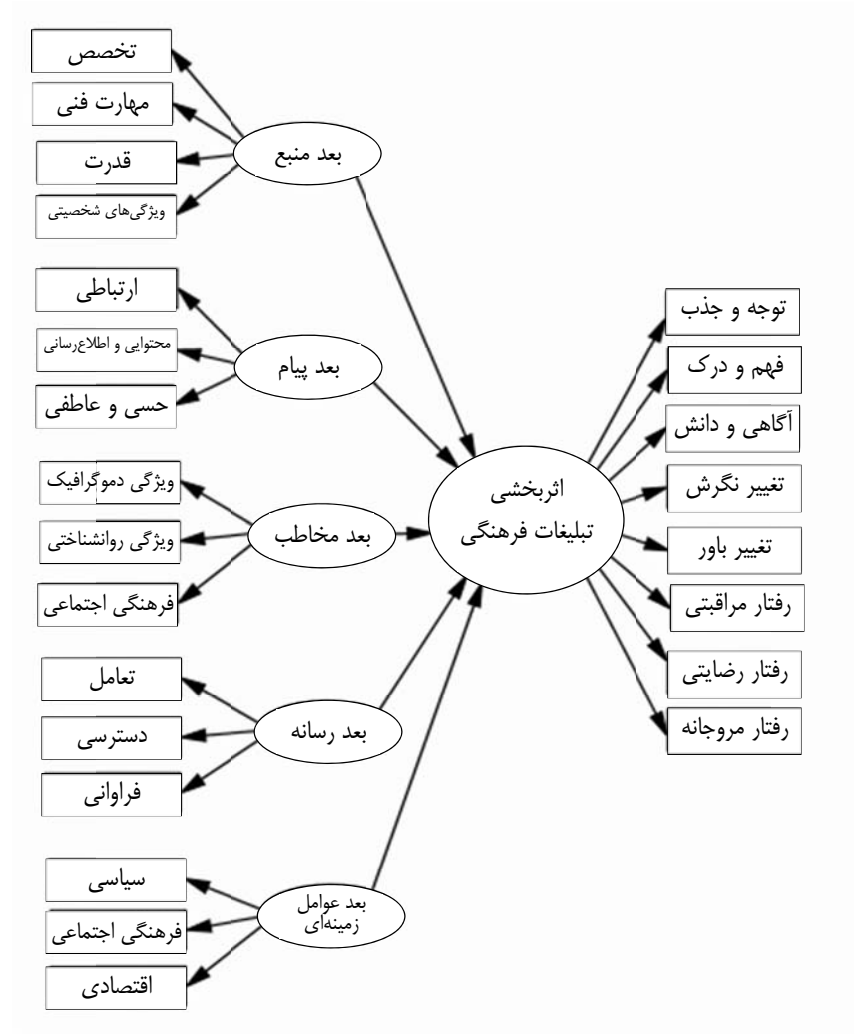 تخصص
مهارت فنی
قدرت
ویژگی‌های شخصیتی
بعد منبع
ارتباطی
محتوایی و اطلاع‌رسانی
حسی و عاطفی
بعد پیام
ویژگی دموگرافیک
ویژگی روانشناختی
فرهنگی اجتماعی
بعد مخاطب
تعامل
دسترسی
فراوانی
بعد رسانه
سیاسی
فرهنگی اجتماعی
اقتصادی
بعد عوامل
زمینه‌ای
اثربخشی
تبلیغات فرهنگی
توجه و جذب
فهم و درک
آگاهی و دانش
تغییر نگرش
تغییر باور
رفتار مراقبتی
رفتار رضایتی
رفتار مروجانه